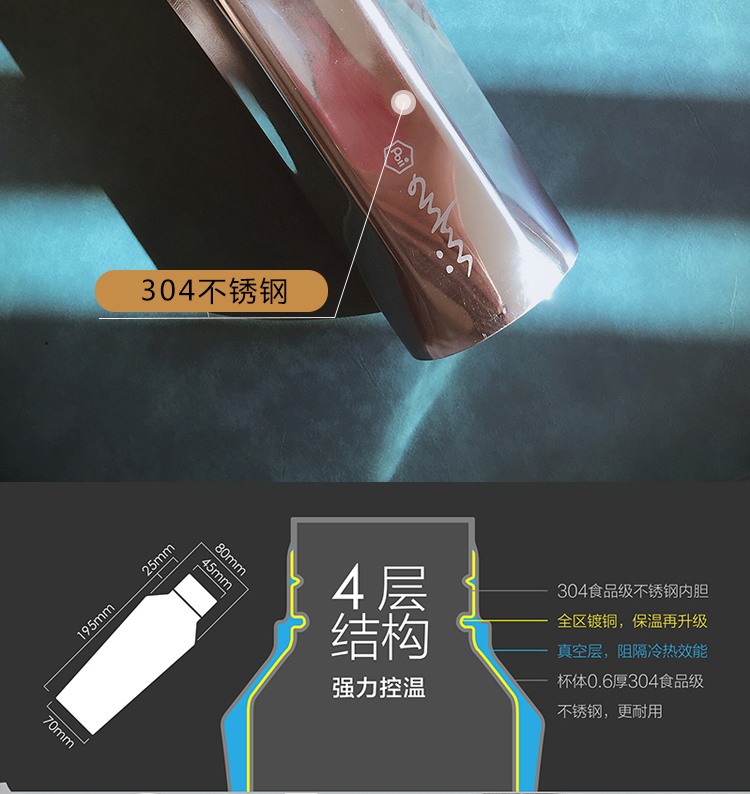 Poii
304不锈钢
80mm
25mm
45mm
195mm
70mm
4层
结构
强力控温
304食品级不锈钢内胆
全区镀铜，保温再升级
真空层，阻隔冷热效能
杯体0.6厚304食品级
不锈钢，更耐用